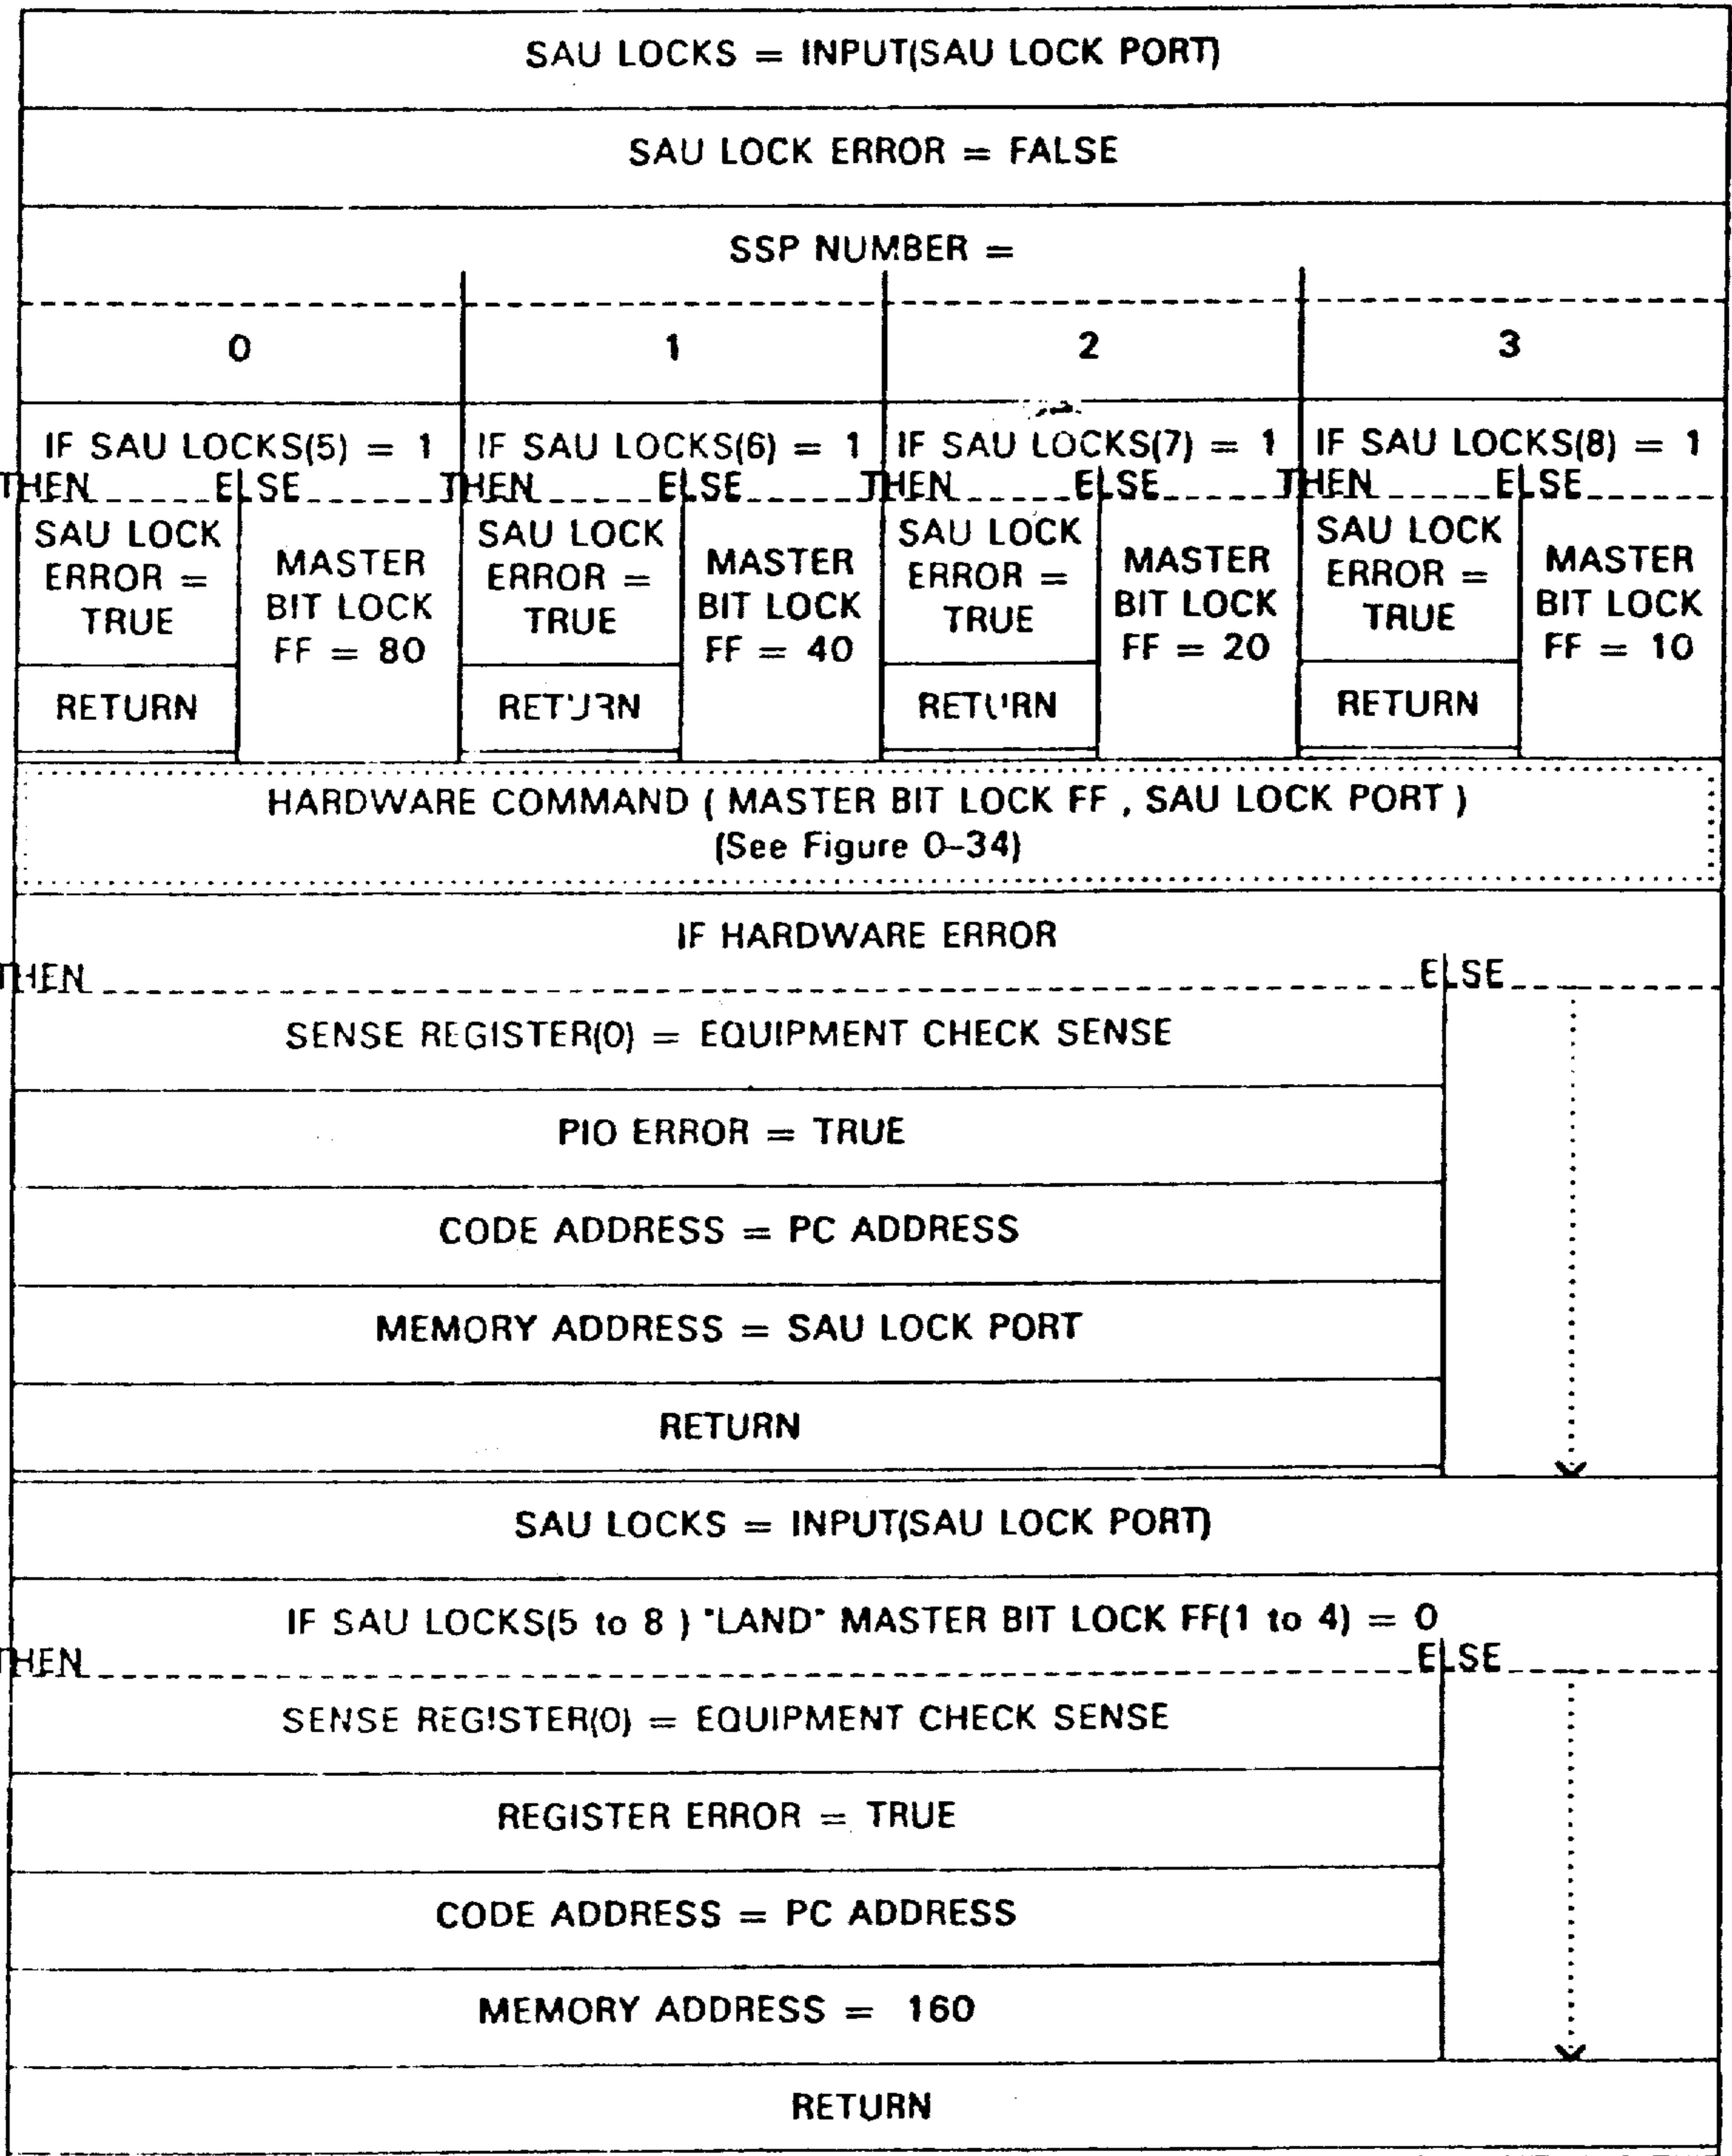 SAU LOCKS = INPUT(SAU LOCK PORT)
SAU LOCK ERROR = FALSE
SSP NUMBER =
0 1 2 3
IF SAU LOCKS(5) = 1 IF SAU LOCKS(6) = 1 IF SAU LOCKS(7) = 1 IF SAU LOCKS(8) = 1
THEN ELSE THEN ELSE THEN ELSE THEN ELSE
SAU LOCK
ERROR =
TRUE
RETURN
MASTER
BIT LOCK
FF = 80
SAU LOCK
ERROR =
TRUE
RETURN
MASTER
BIT LOCK
FF = 40
SAU LOCK
ERROR =
TRUE
RETURN
MASTER
BIT LOCK
FF = 20
SAU LOCK
ERROR =
TRUE
RETURN
MASTER
BIT LOCK
FF = 10
HARDWARE COMMAND ( MASTER BIT LOCK FF , SAU LOCK PORT )
(See Figure 0-34)
IF HARDWARE ERROR
THEN ELSE
SENSE REGISTER(0) = EQUIPMENT CHECK SENSE
PIO ERROR = TRUE
CODE ADDRESS = PC ADDRESS
MEMORY ADDRESS = SAU LOCK PORT
RETURN
SAU LOCKS = INPUT(SAU LOCK PORT)
IF SAU LOCKS(5 to 8 ) "LAND" MASTER BIT LOCK FF(1 to 4) = 0
THEN ELSE
SENSE REGISTER(0) = EQUIPMENT CHECK SENSE
REGISTER ERROR = TRUE
CODE ADDRESS = PC ADDRESS
MEMORY ADDRESS = 160
RETURN